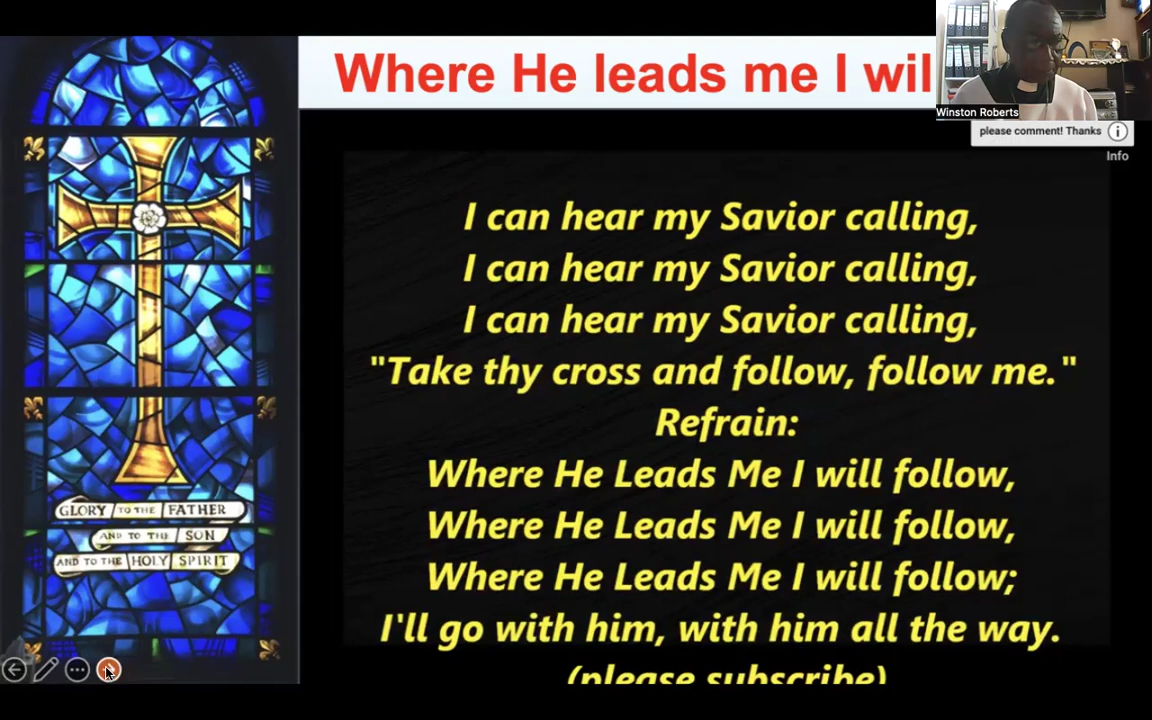 Where He leads me I wil
Winston Roberts
please comment! Thanks
Info
I can hear my Savior calling,
I can hear my Savior calling,
I can hear my Savior calling,
"Take thy cross and follow, follow me."
Refrain:
Where He Leads Me I will follow,
Where He Leads Me I will follow,
Where He Leads Me I will follow;
I'll go with him, with him all the way.
(please subscribe)
GLORY TO THE FATHER
AND TO THE SON
AND TO THE HOLY SPIRIT